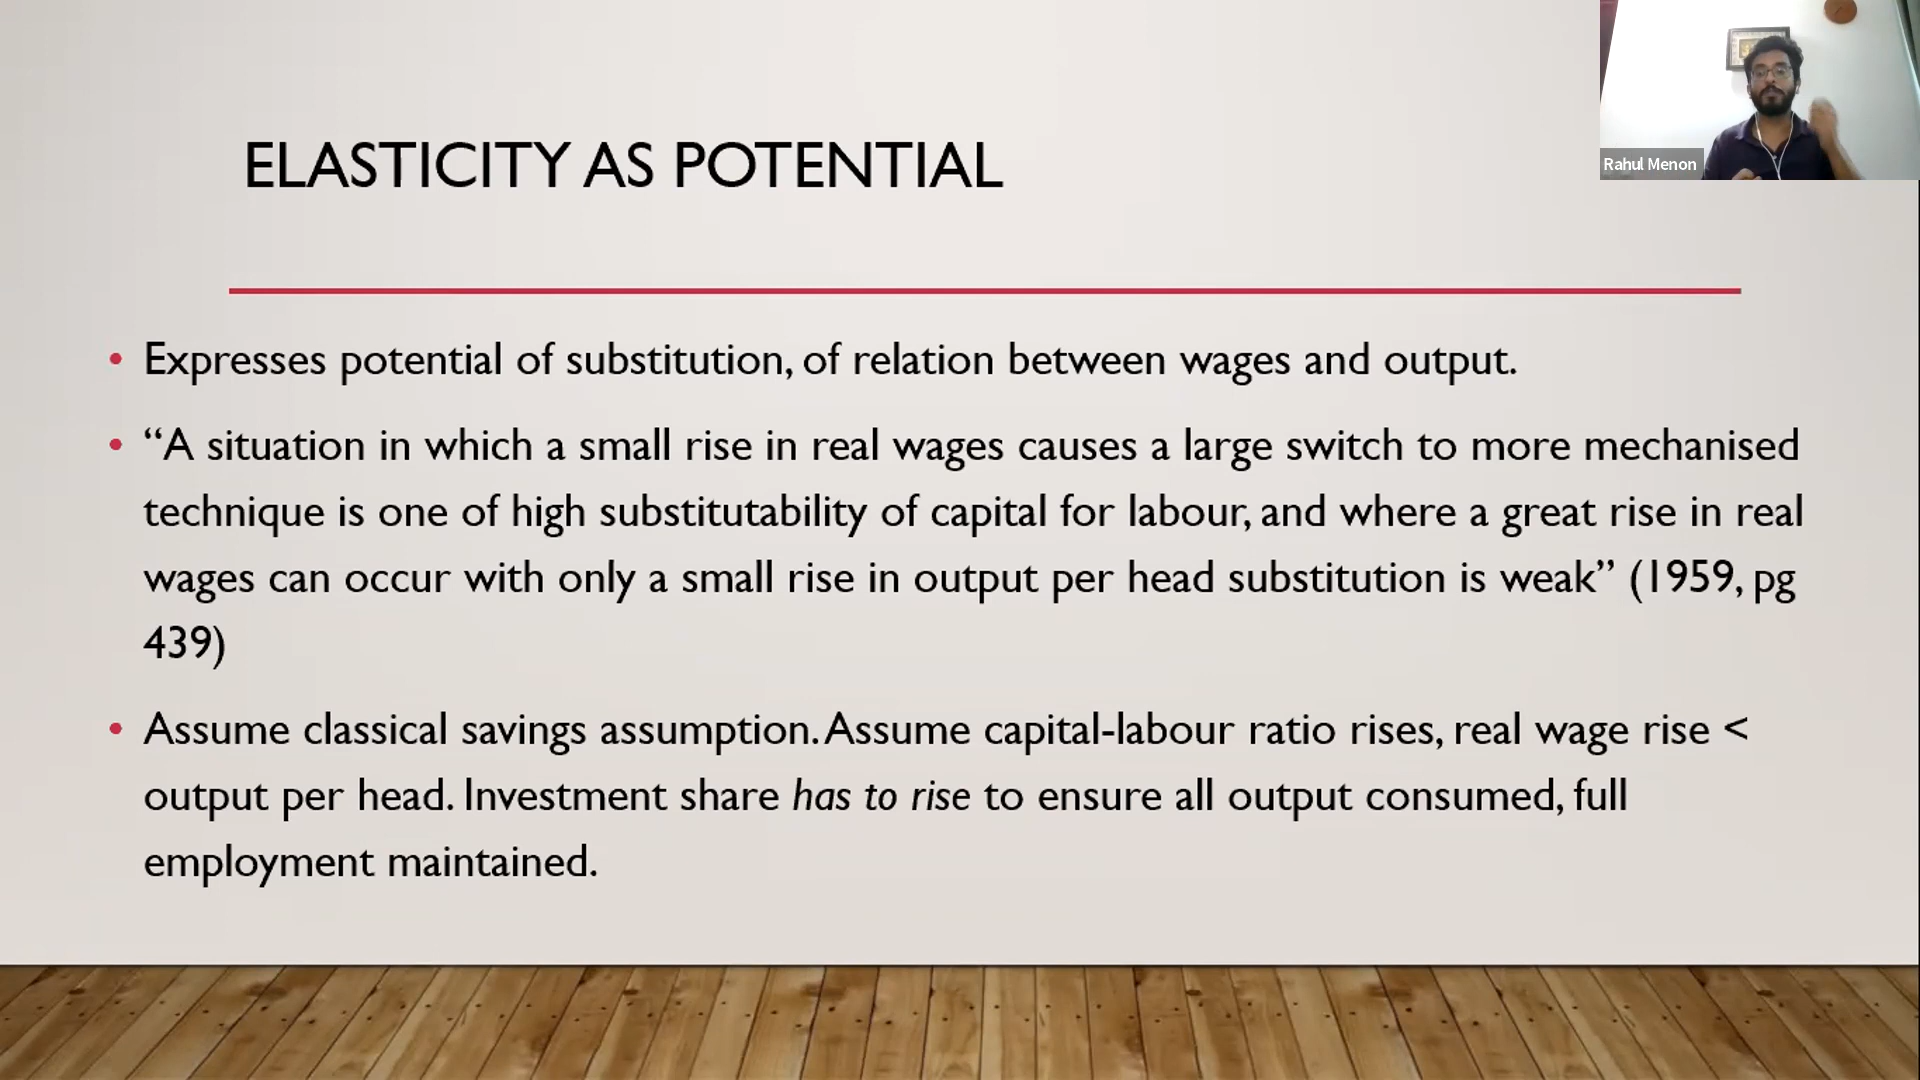 ELASTICITY AS POTENTIAL
Rahul Menon
• Expresses potential of substitution, of relation between wages and output.
• “A situation in which a small rise in real wages causes a large switch to more mechanised
technique is one of high substitutability of capital for labour, and where a great rise in real
wages can occur with only a small rise in output per head substitution is weak” (1959, pg
439)
• Assume classical savings assumption. Assume capital-labour ratio rises, real wage rise <
output per head. Investment share has to rise to ensure all output consumed, full
employment maintained.